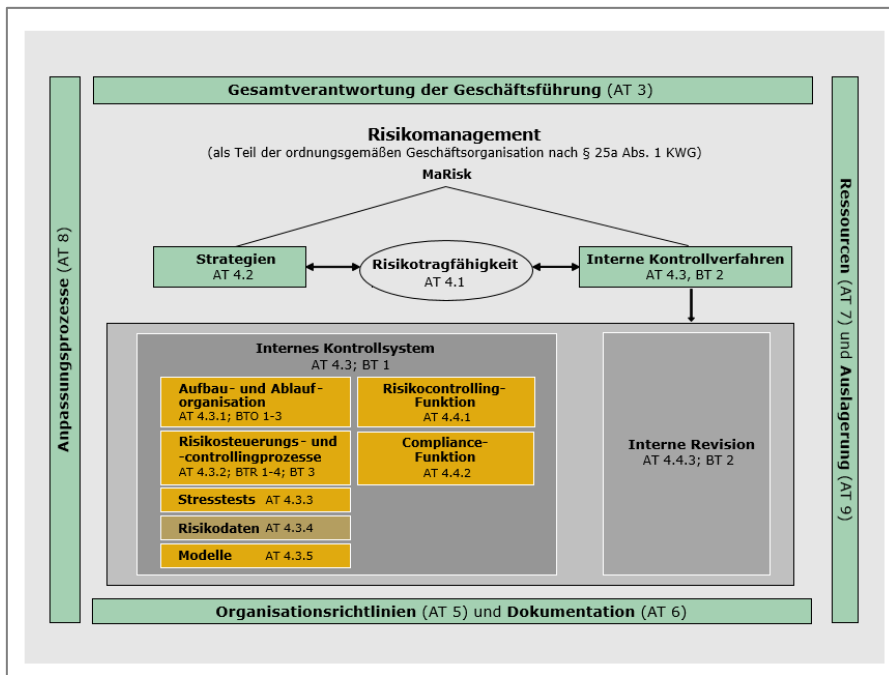 Gesamtverantwortung der Geschäftsführung (AT 3)
Risikomanagement
(als Teil der ordnungsgemäßen Geschäftsorganisation nach § 25a Abs. 1 KWG)
MaRisk
Anpassungsprozesse (AT 8)
Strategien
AT 4.2
Risikotragfähigkeit
AT 4.1
Interne Kontrollverfahren
AT 4.3, BT 2
Ressourcen (AT 7) und Auslagerung (AT 9)
Internes Kontrollsystem
AT 4.3; BT 1
Aufbau- und Ablauf-
organisation
AT 4.3.1; BTO 1-3
Risikocontrolling-
Funktion
AT 4.4.1
Risikosteuerungs- und
-controllingprozesse
AT 4.3.2; BTR 1-4; BT 3
Compliance-
Funktion
AT 4.4.2
Stresstests AT 4.3.3
Risikodaten AT 4.3.4
Modelle AT 4.3.5
Interne Revision
AT 4.4.3; BT 2
Organisationsrichtlinien (AT 5) und Dokumentation (AT 6)